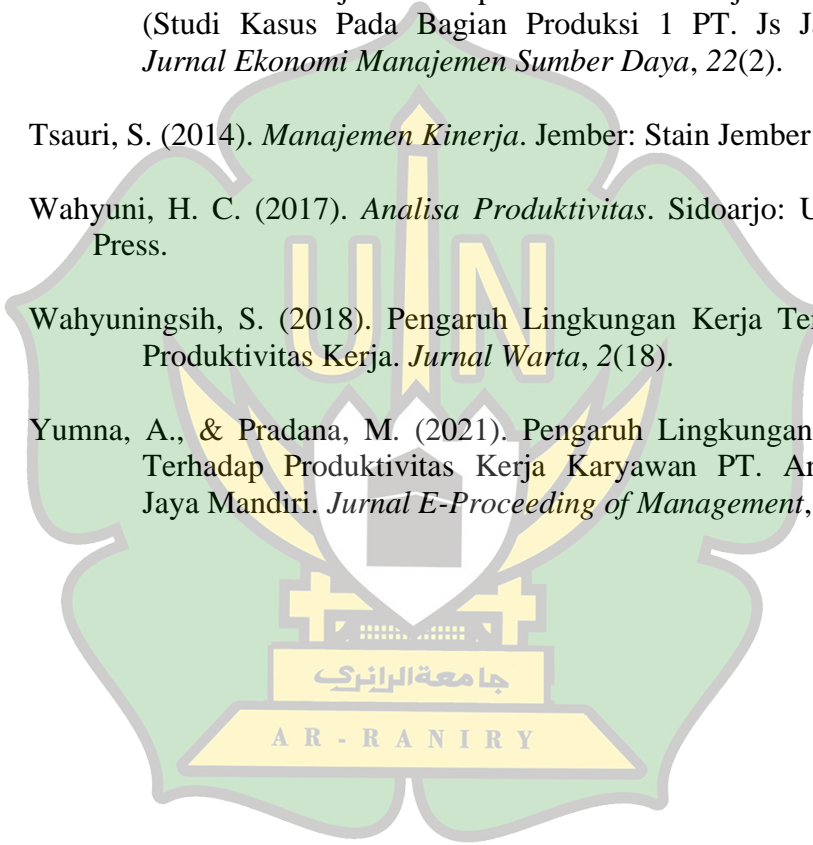 (Studi Kasus Pada Bagian Produksi 1 PT. Js
Jurnal Ekonomi Manajemen Sumber Daya, 22(2).
Tsauri, S. (2014). Manajemen Kinerja. Jember: Stain Jember
Wahyuni, H. C. (2017). Analisa Produktivitas. Sidoarjo:
Press.
Wahyuningsih, S. (2018). Pengaruh Lingkungan Kerja
Produktivitas Kerja. Jurnal Warta, 2(18).
Yumna, A., & Pradana, M. (2021). Pengaruh Lingkungan
Terhadap Produktivitas Kerja Karyawan PT.
Jaya Mandiri. Jurnal E-Proceeding of Management,
UIN
جامعة الرانري
AR-RANIRY